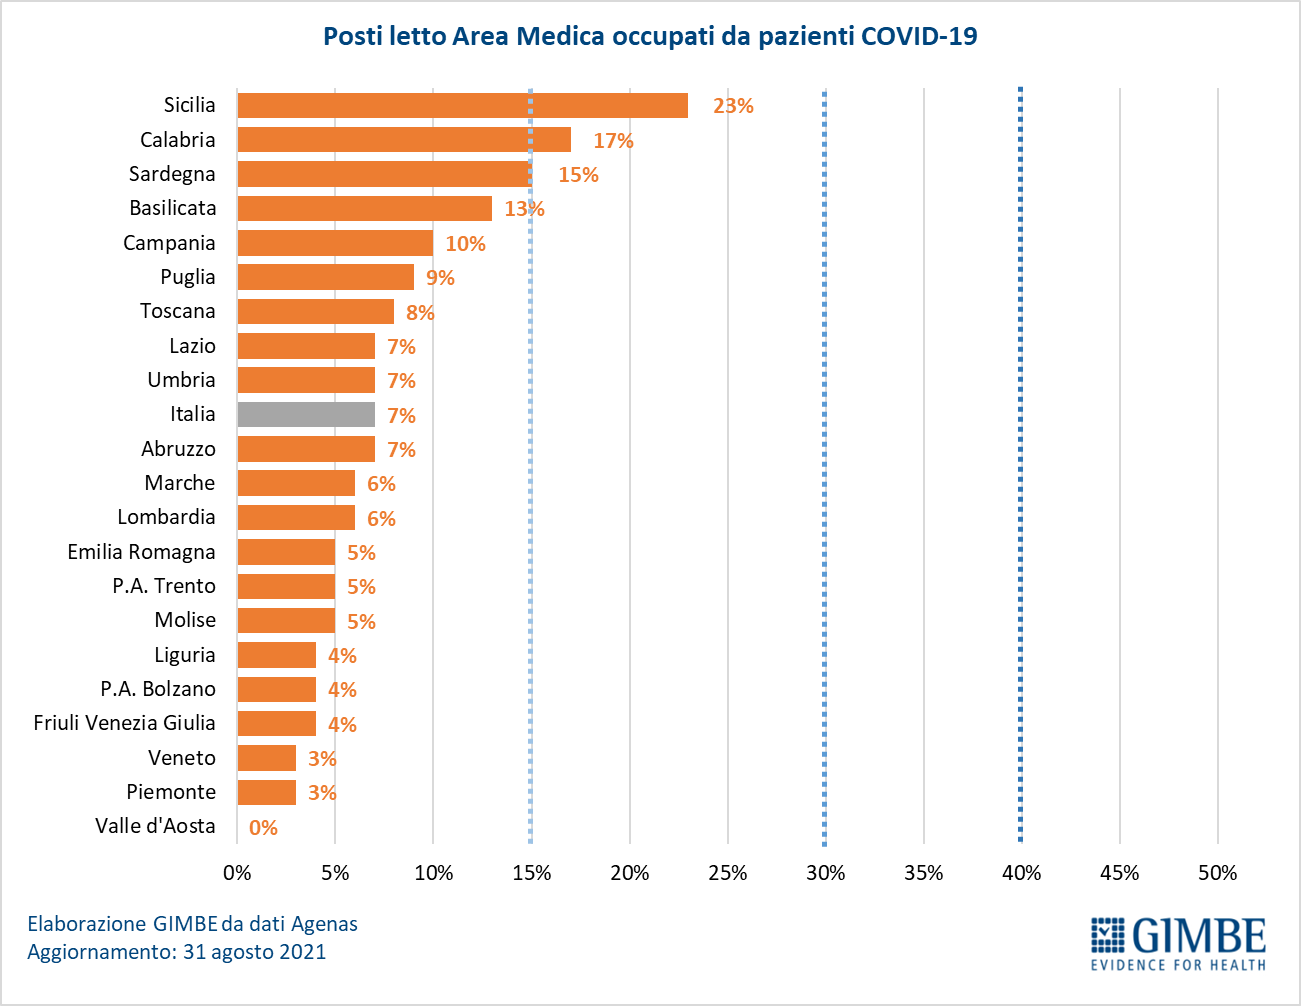 Posti letto Area Medica occupati da pazienti COVID-19
Sicilia 23%
Calabria 17%
Sardegna 15%
Basilicata 13%
Campania 10%
Puglia 9%
Toscana 8%
Lazio 7%
Umbria 7%
Italia 7%
Abruzzo 7%
Marche 6%
Lombardia 6%
Emilia Romagna 5%
P.A. Trento 5%
Molise 5%
Liguria 4%
P.A. Bolzano 4%
Friuli Venezia Giulia 4%
Veneto 3%
Piemonte 3%
Valle d'Aosta 0%
0% 5% 10% 15% 20% 25% 30% 35% 40% 45% 50%
Elaborazione GIMBE da dati Agenas
Aggiornamento: 31 agosto 2021
GIMBE
EVIDENCE FOR HEALTH